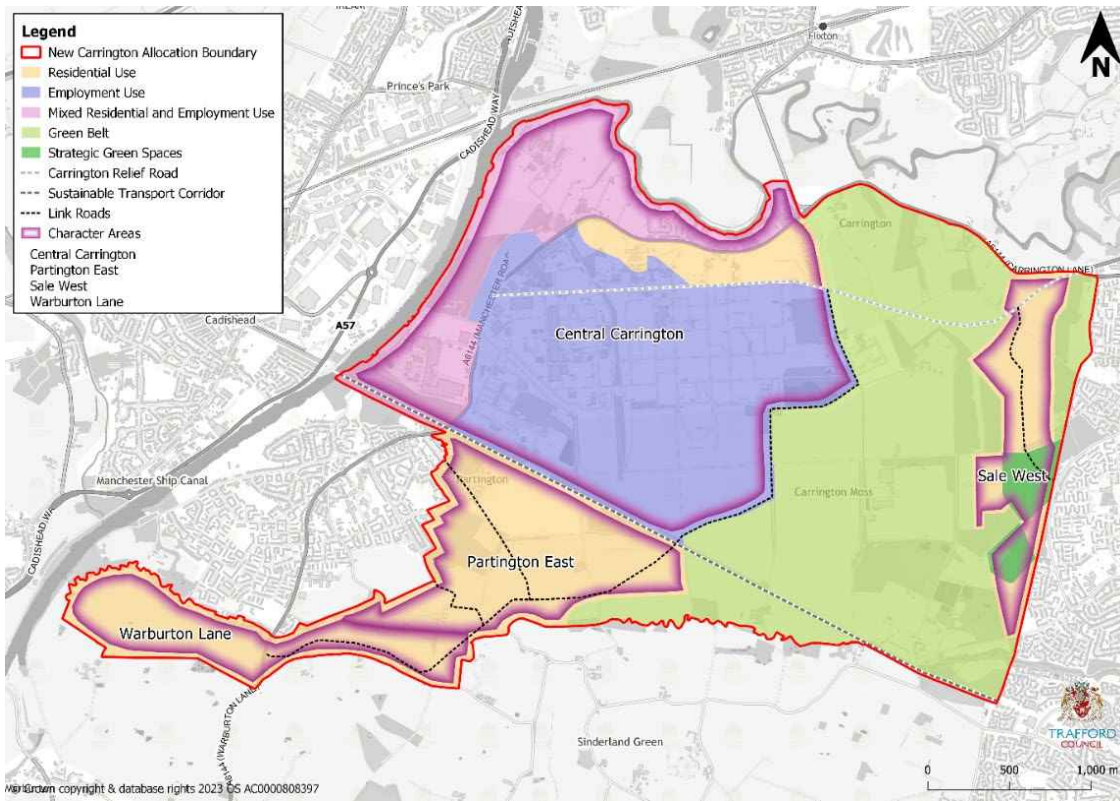 Legend
New Carrington Allocation Boundary
Residential Use
Employment Use
Mixed Residential and Employment Use
Green Belt
Strategic Green Spaces
Carrington Relief Road
Sustainable Transport Corridor
Link Roads
Character Areas
Central Carrington
Partington East
Sale West
Warburton Lane
Flixton
N
Prince's Park
CADISHEAD WAY
Carrington
A6144 (CARRINGTON LANE)
Cadishead
A57
A6144 (MANCHESTER ROAD)
Central Carrington
Manchester Ship Canal
Partington
Carrington Moss
Sale West
CADISHEAD WA
Partington East
Warburton Lane
A6144 (WARBURTON LANE)
Sinderland Green
TRAFFORD
COUNCIL
0 500 1,000 m
© Crown copyright & database rights 2023 OS AC0000808397